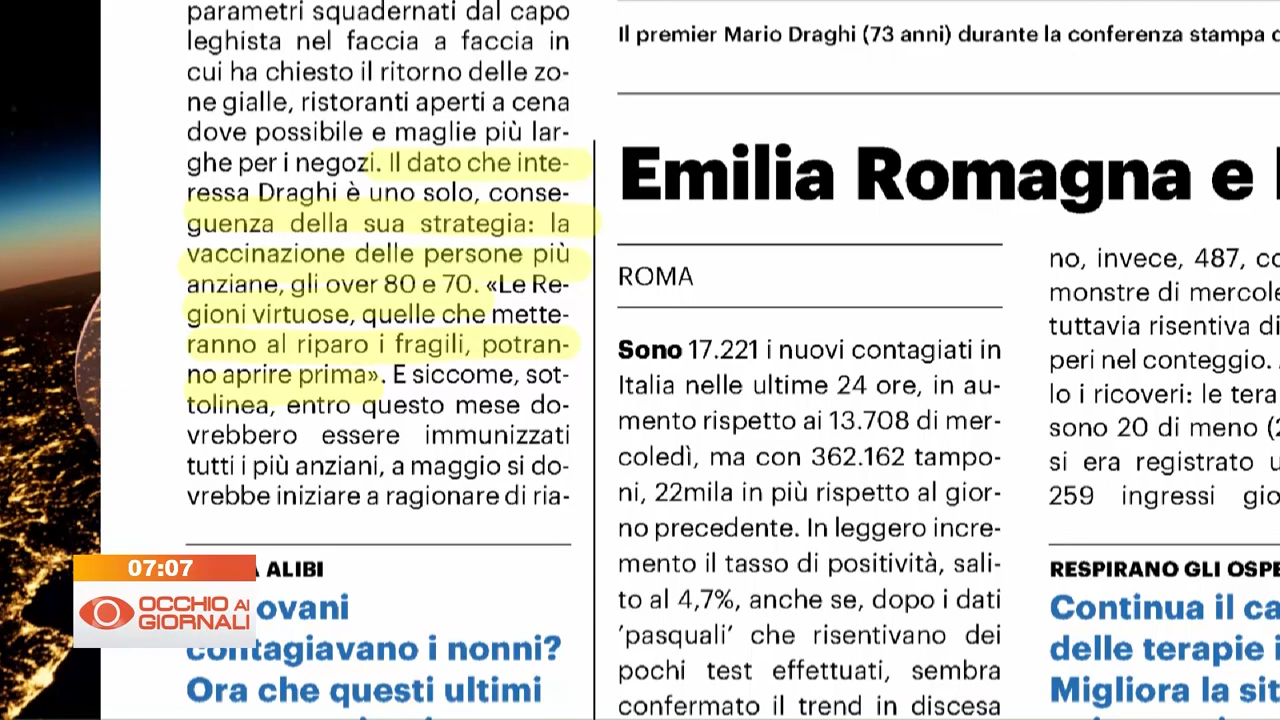 parametri squadernati dal capo
leghista nel faccia a faccia in
cui ha chiesto il ritorno delle zo-
ne gialle, ristoranti aperti a cena
dove possibile e maglie più lar-
ghe per i negozi. Il dato che inte-
ressa Draghi è uno solo, conse-
guenza della sua strategia: la
vaccinazione delle persone più
anziane, gli over 80 e 70. «Le Re-
gioni virtuose, quelle che mette-
ranno al riparo i fragili, potran-
no aprire prima». E siccome, sot-
tolinea, entro questo mese do-
vrebbero essere immunizzati
tutti i più anziani, a maggio si do-
vrebbe iniziare a ragionare di ria-
ALIBI
ovani
contagiavano i nonni?
Ora che questi ultimi
07:07
OCCHIO AI
GIORNALI
Il premier Mario Draghi (73 anni) durante la conferenza stampa
Emilia Romagna e
ROMA
Sono 17.221 i nuovi contagiati in
Italia nelle ultime 24 ore, in au-
mento rispetto ai 13.708 di mer-
coledì, ma con 362.162 tampo-
ni, 22mila in più rispetto al gior-
no precedente. In leggero incre-
mento il tasso di positività, sali-
to al 4,7%, anche se, dopo i dati
'pasquali' che risentivano dei
pochi test effettuati, sembra
confermato il trend in discesa
no, invece, 487, co
monstre di mercole
tuttavia risentiva di
peri nel conteggio.
lo i ricoveri: le tera
sono 20 di meno (2
si era registrato u
259 ingressi gio
RESPIRANO GLI OSPE
Continua il ca
delle terapie i
Migliora la sit